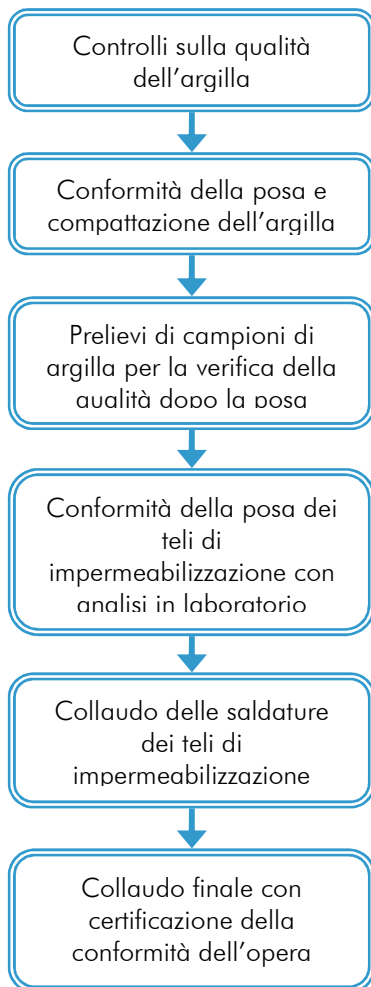 Controlli sulla qualità
dell'argilla
Conformità della posa e
compattazione dell'argilla
Prelievi di campioni di
argilla per la verifica della
qualità dopo la posa
Conformità della posa dei
teli di
impermeabilizzazione con
analisi in laboratorio
Collaudo delle saldature
dei teli di
impermeabilizzazione
Collaudo finale con
certificazione della
conformità dell'opera